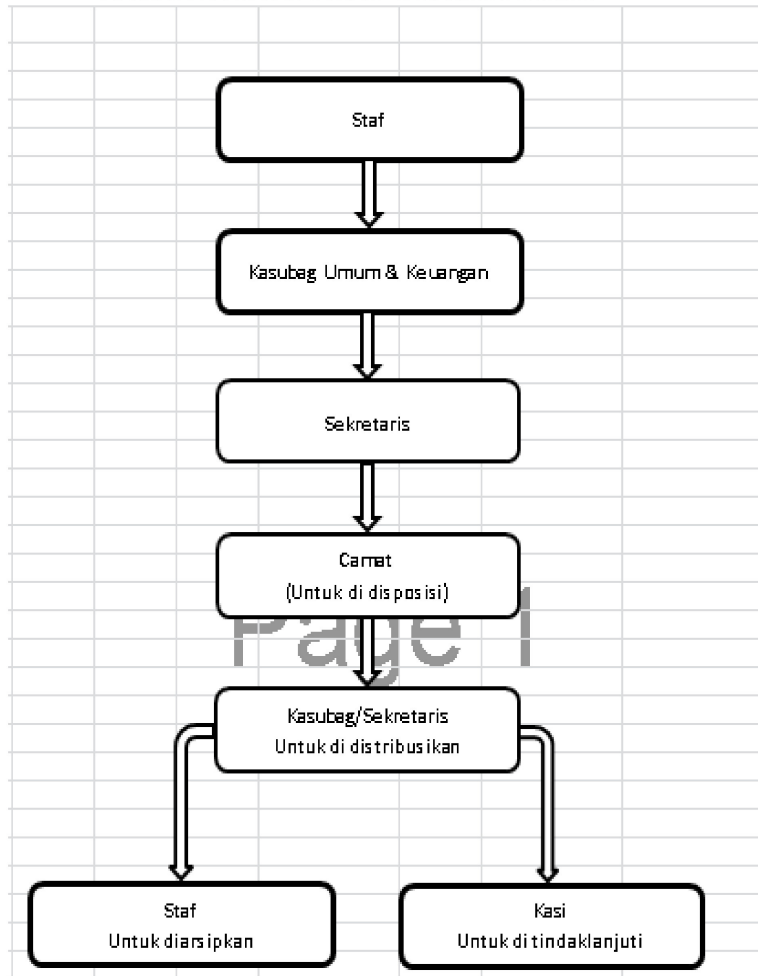 Staf
Kasubag Umum & Keuangan
Sekretaris
Camat
(Untuk di disposisi)
Page 1
Kasubag/Sekretaris
Untuk di distribusikan
Staf
Untuk diarsipkan
Kasi
Untuk di tindaklanjuti